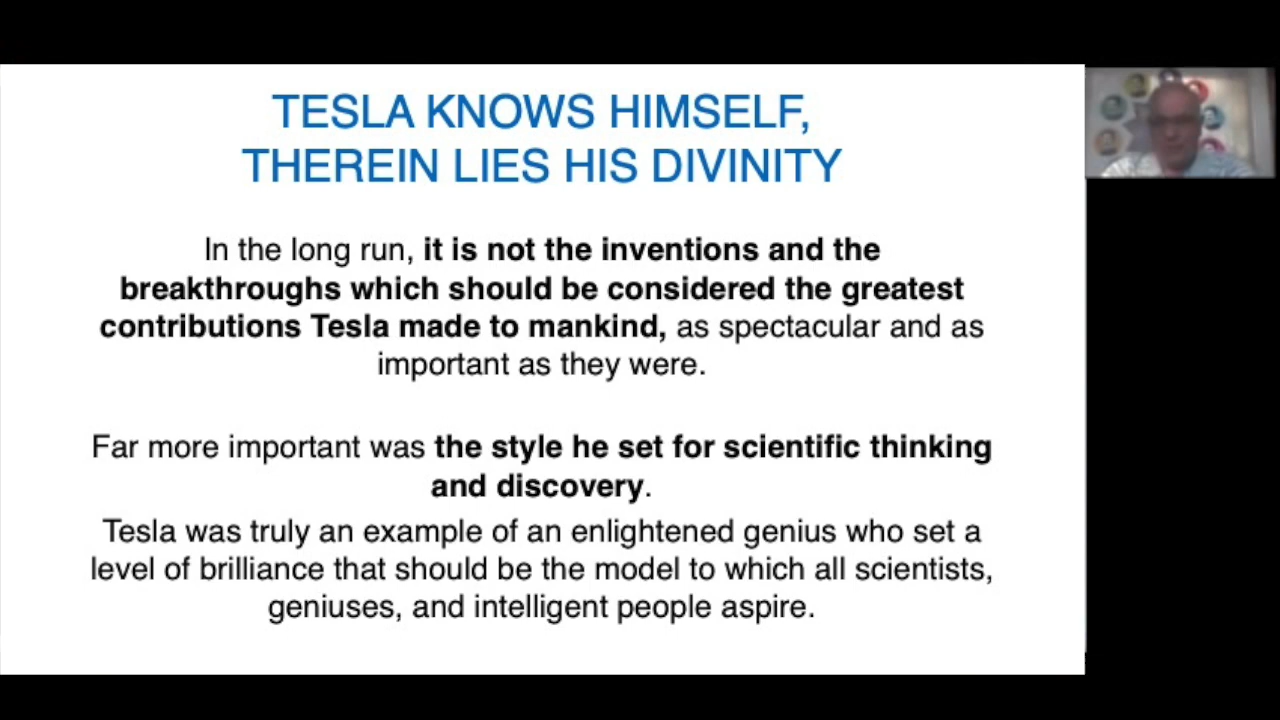 TESLA KNOWS HIMSELF,
THEREIN LIES HIS DIVINITY
In the long run, it is not the inventions and the
breakthroughs which should be considered the greatest
contributions Tesla made to mankind, as spectacular and as
important as they were.
Far more important was the style he set for scientific thinking
and discovery.
Tesla was truly an example of an enlightened genius who set a
level of brilliance that should be the model to which all scientists,
geniuses, and intelligent people aspire.